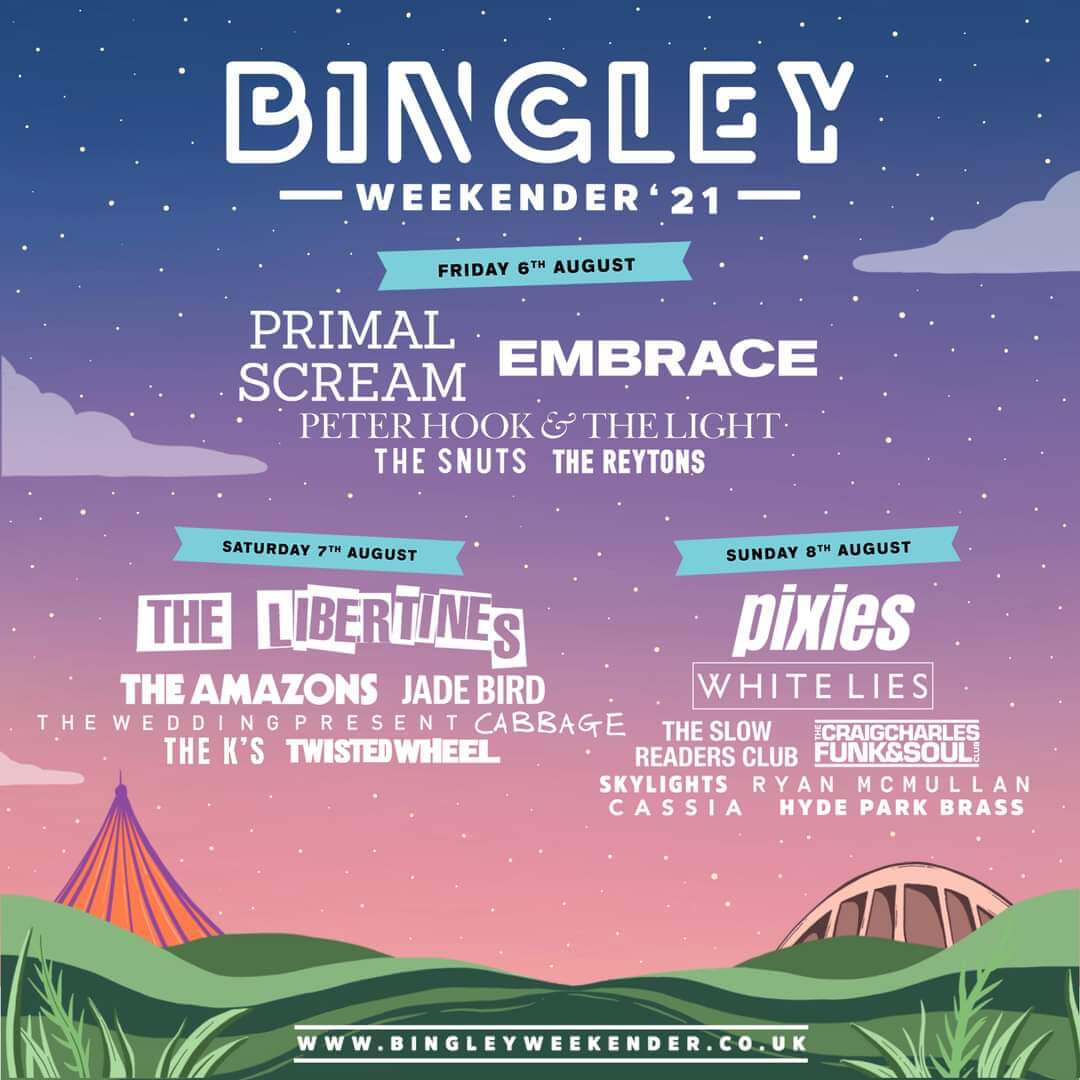 BINGLEY
WEEKENDER '21
FRIDAY 6TH AUGUST
PRIMAL
SCREAM
EMBRACE
PETER HOOK & THE LIGHT
THE SNUTS THE REYTONS
SATURDAY 7TH AUGUST
THE LIBERTINES
THE AMAZONS JADE BIRD
THE WEDDING PRESENT CABBAGE
THE K'S TWISTED WHEEL
SUNDAY 8TH AUGUST
pixies
WHITE LIES
THE SLOW
READERS CLUB
THE CRAIG CHARLES
FUNK&SOUL CLUB
SKYLIGHTS RYAN MCMULLAN
CASSIA HYDE PARK BRASS
WWW.BINGLEYWEEKENDER.CO.UK